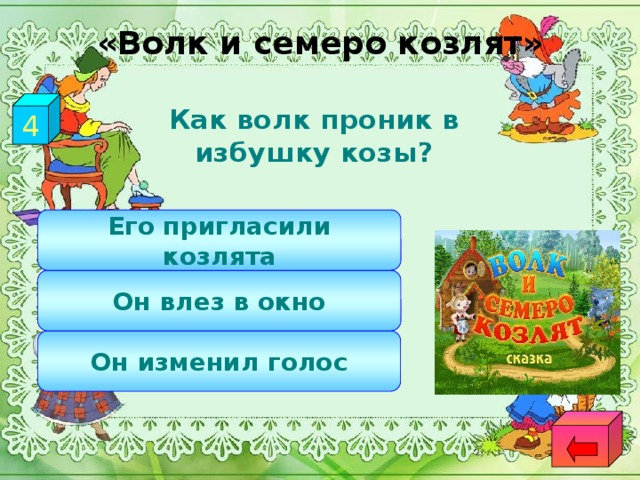 «Волк и семеро козлят»
4
Как волк проник в
избушку козы?
Его пригласили
козлята
Он влез в окно
Он изменил голос
ВОЛК
И
СЕМЕРО
КОЗЛЯТ
сказка